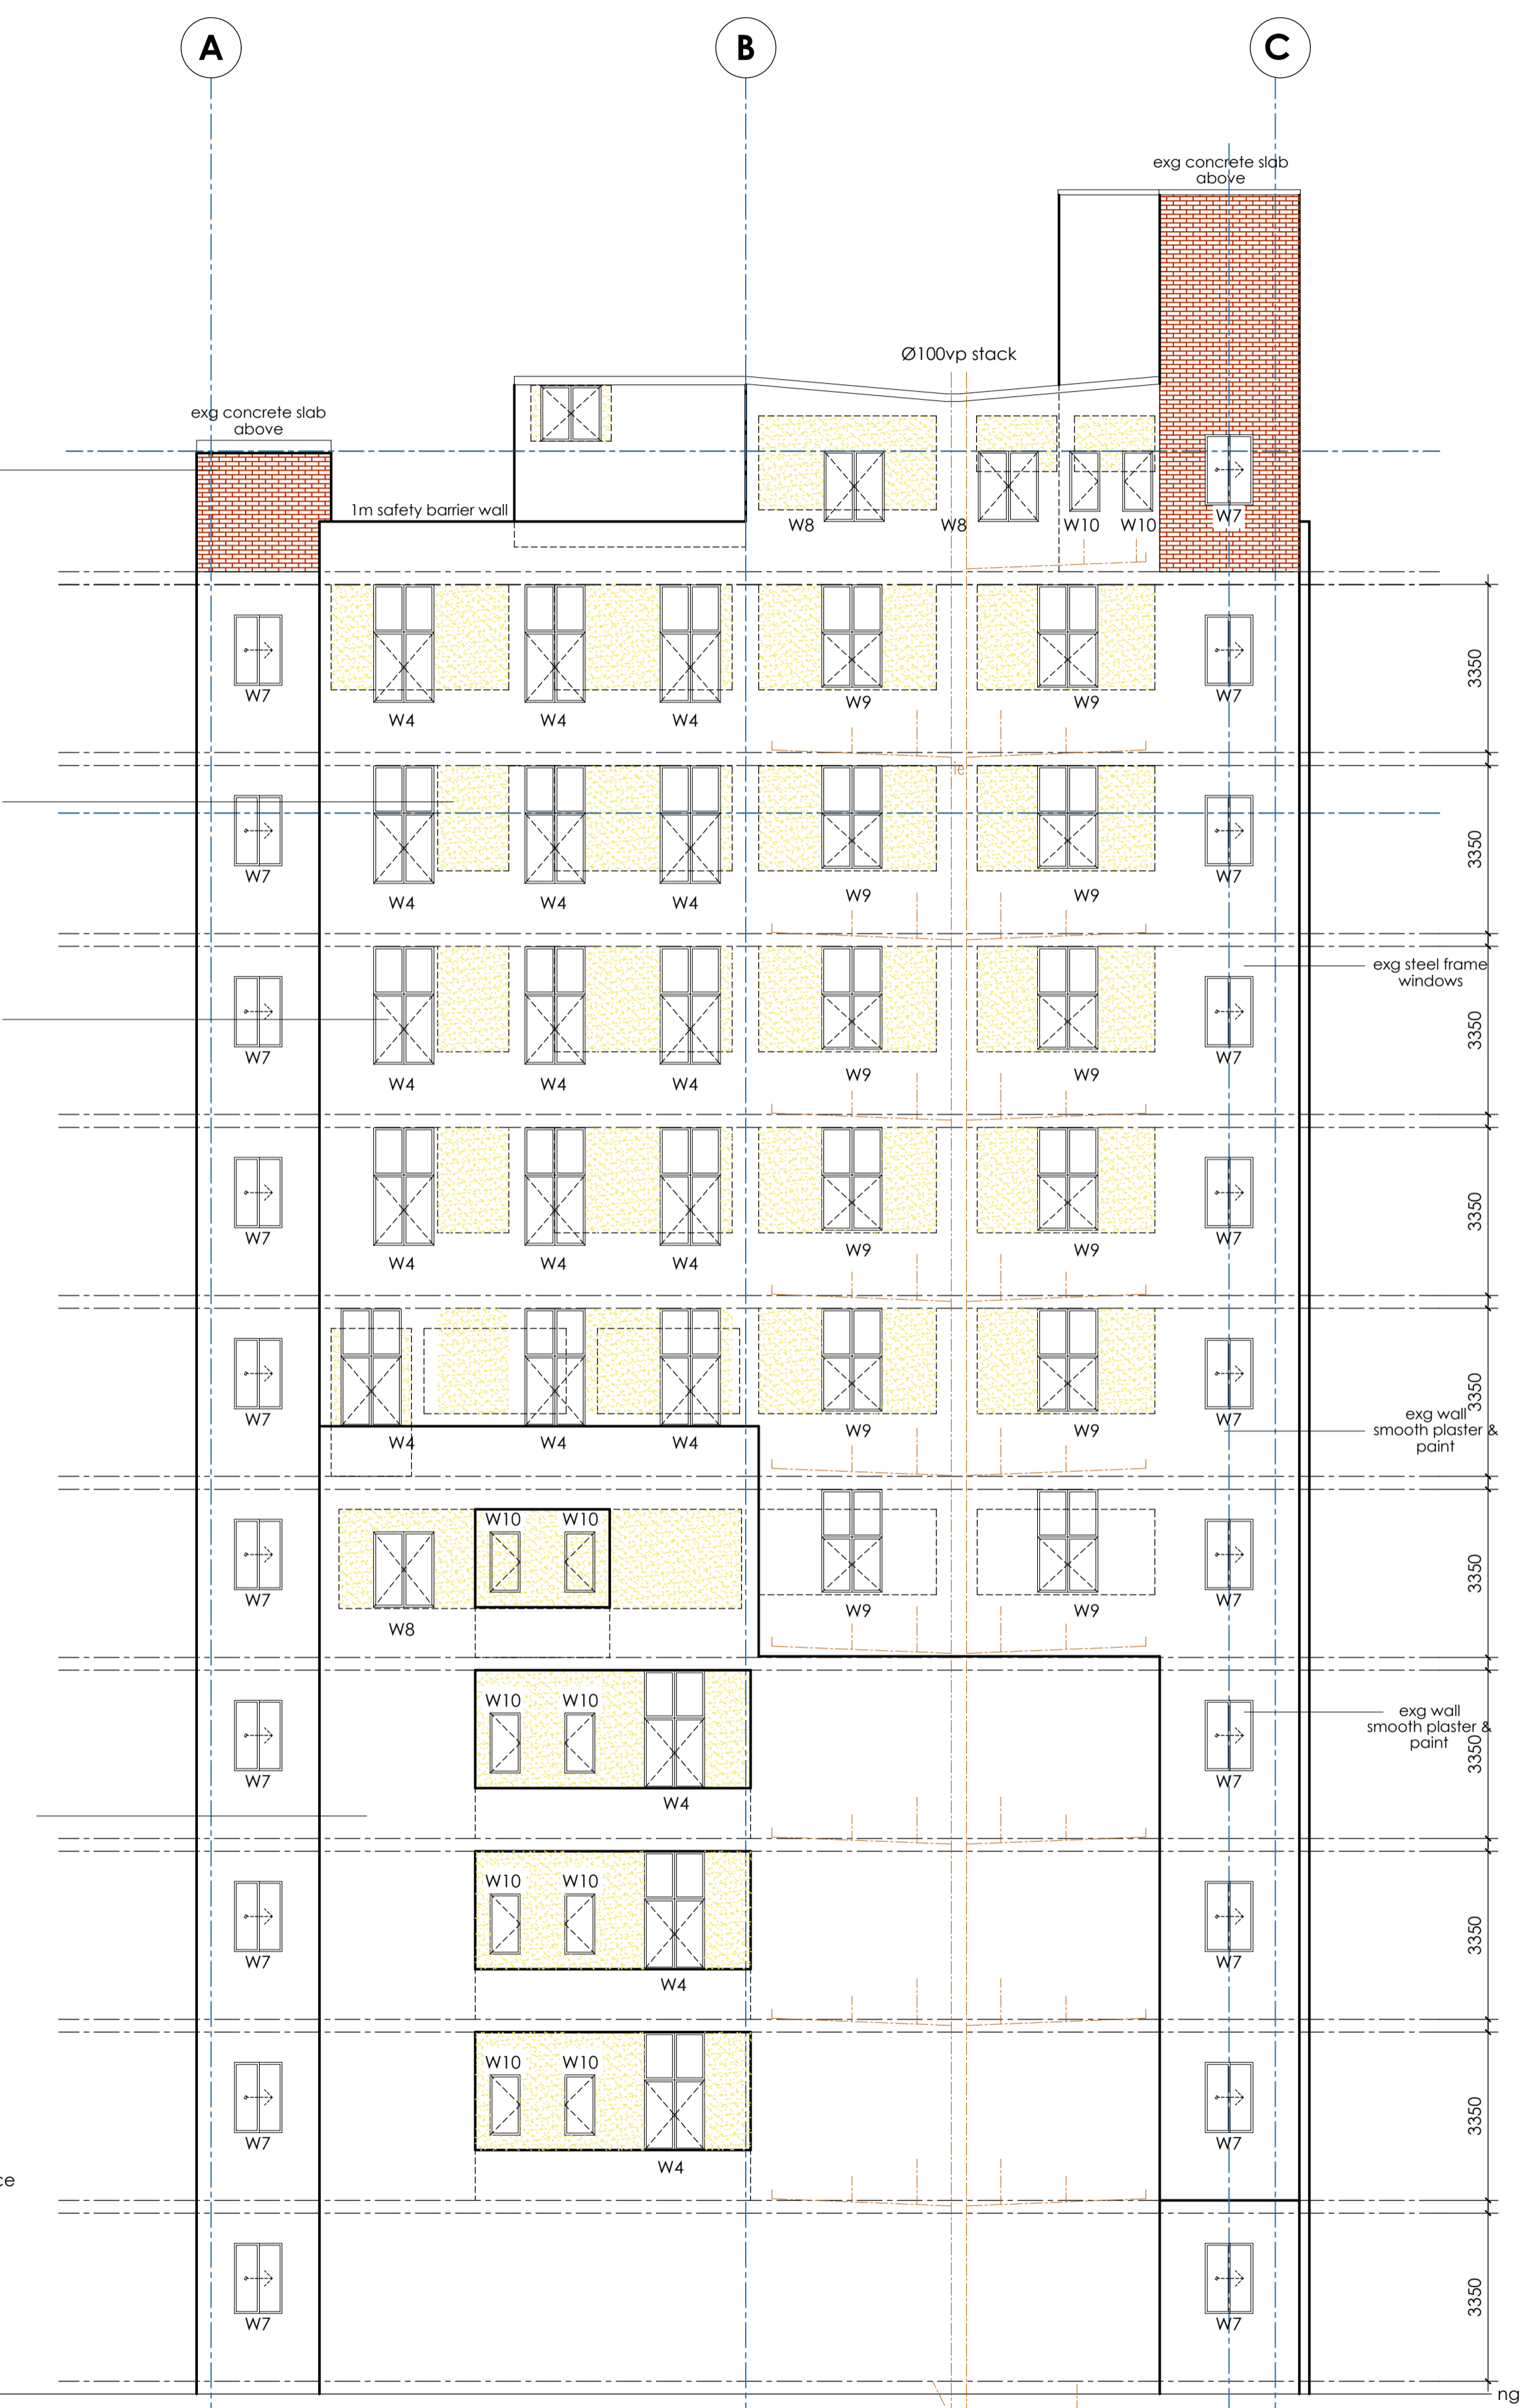 A B C
exg concrete slab
above
Ø100vp stack
exg concrete slab
above
1m safety barrier wall
W8 W8 W10 W10 W7
W7 W4 W4 W4 W9 W9 W7
3350
ie
W7 W4 W4 W4 W9 W9 W7
3350
exg steel frame
windows
W7 W4 W4 W4 W9 W9 W7
3350
W7 W4 W4 W4 W9 W9 W7
3350
W7 W4 W4 W4 W9 W9 W7
3350
exg wall
smooth plaster &
paint
W10 W10
W7 W8 W9 W9 W7
3350
W10 W10
exg wall
smooth plaster &
paint
W7 W4 W7
3350
W10 W10
W7 W4 W7
3350
W10 W10
W7 W4 W7
3350
ce
W7 W7
3350
ng